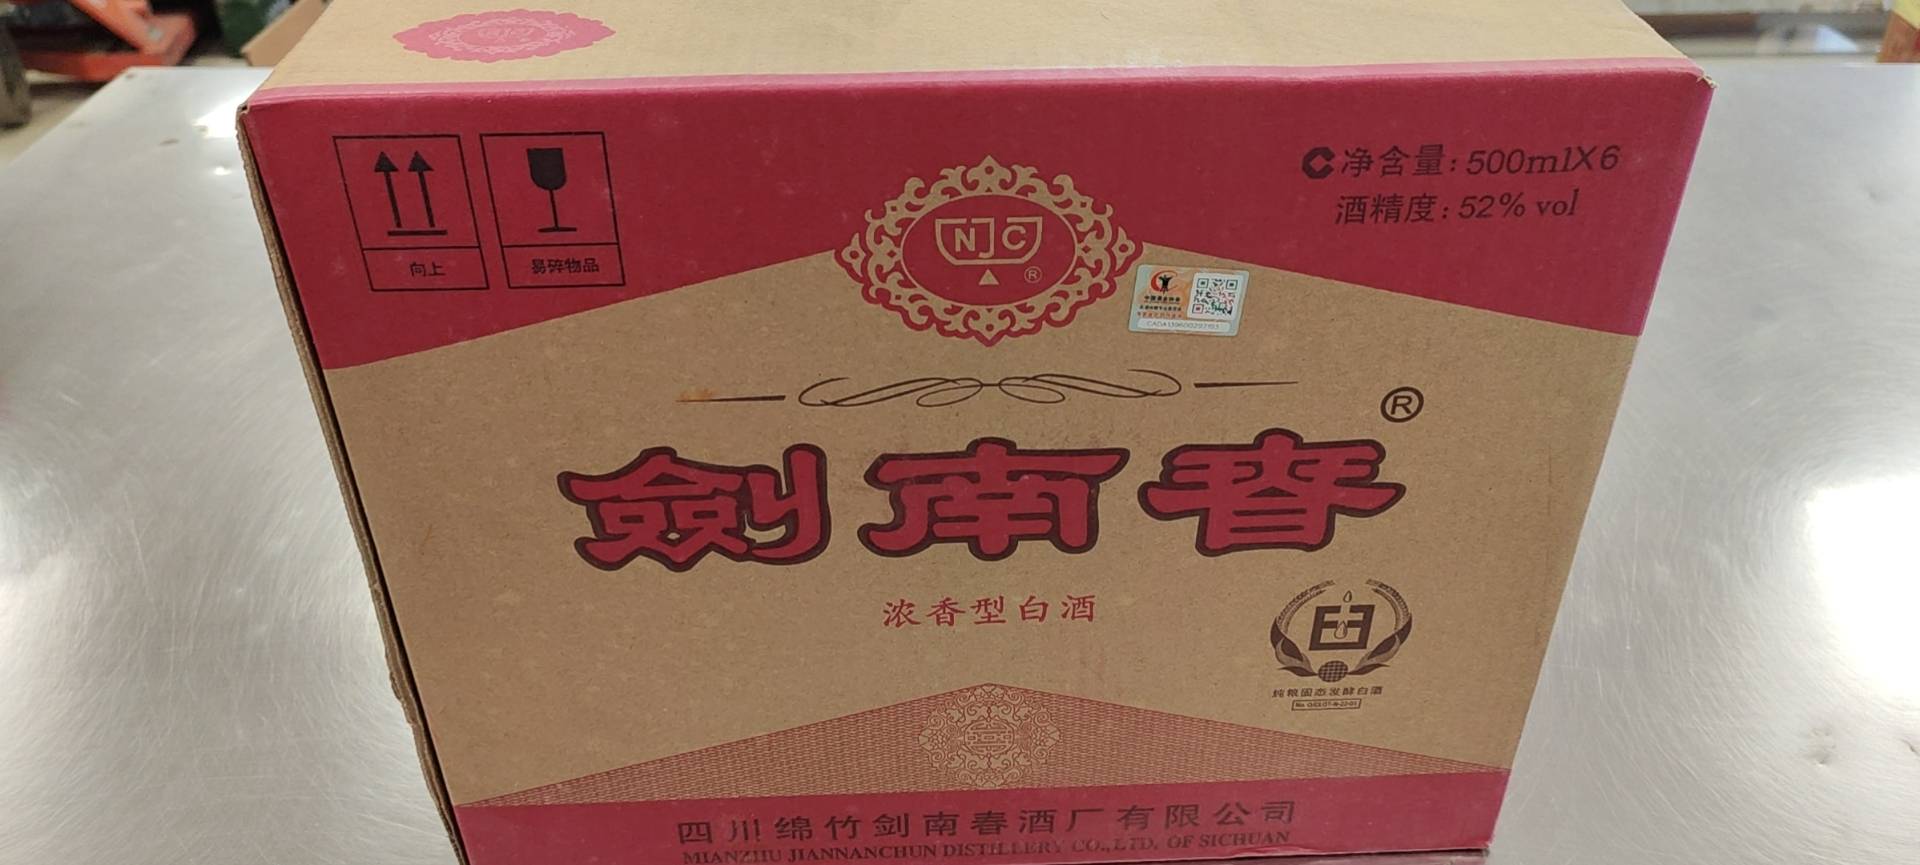 向上
易碎物品
NJC
®
净含量: 500mlX6
酒精度: 52% vol
®
劍南春
浓香型白酒
纯粮固态发酵白酒
四川绵竹剑南春酒厂有限公司
MIANZHU JIANNANCHUN DISTILLERY CO.,LTD. OF SICHUAN